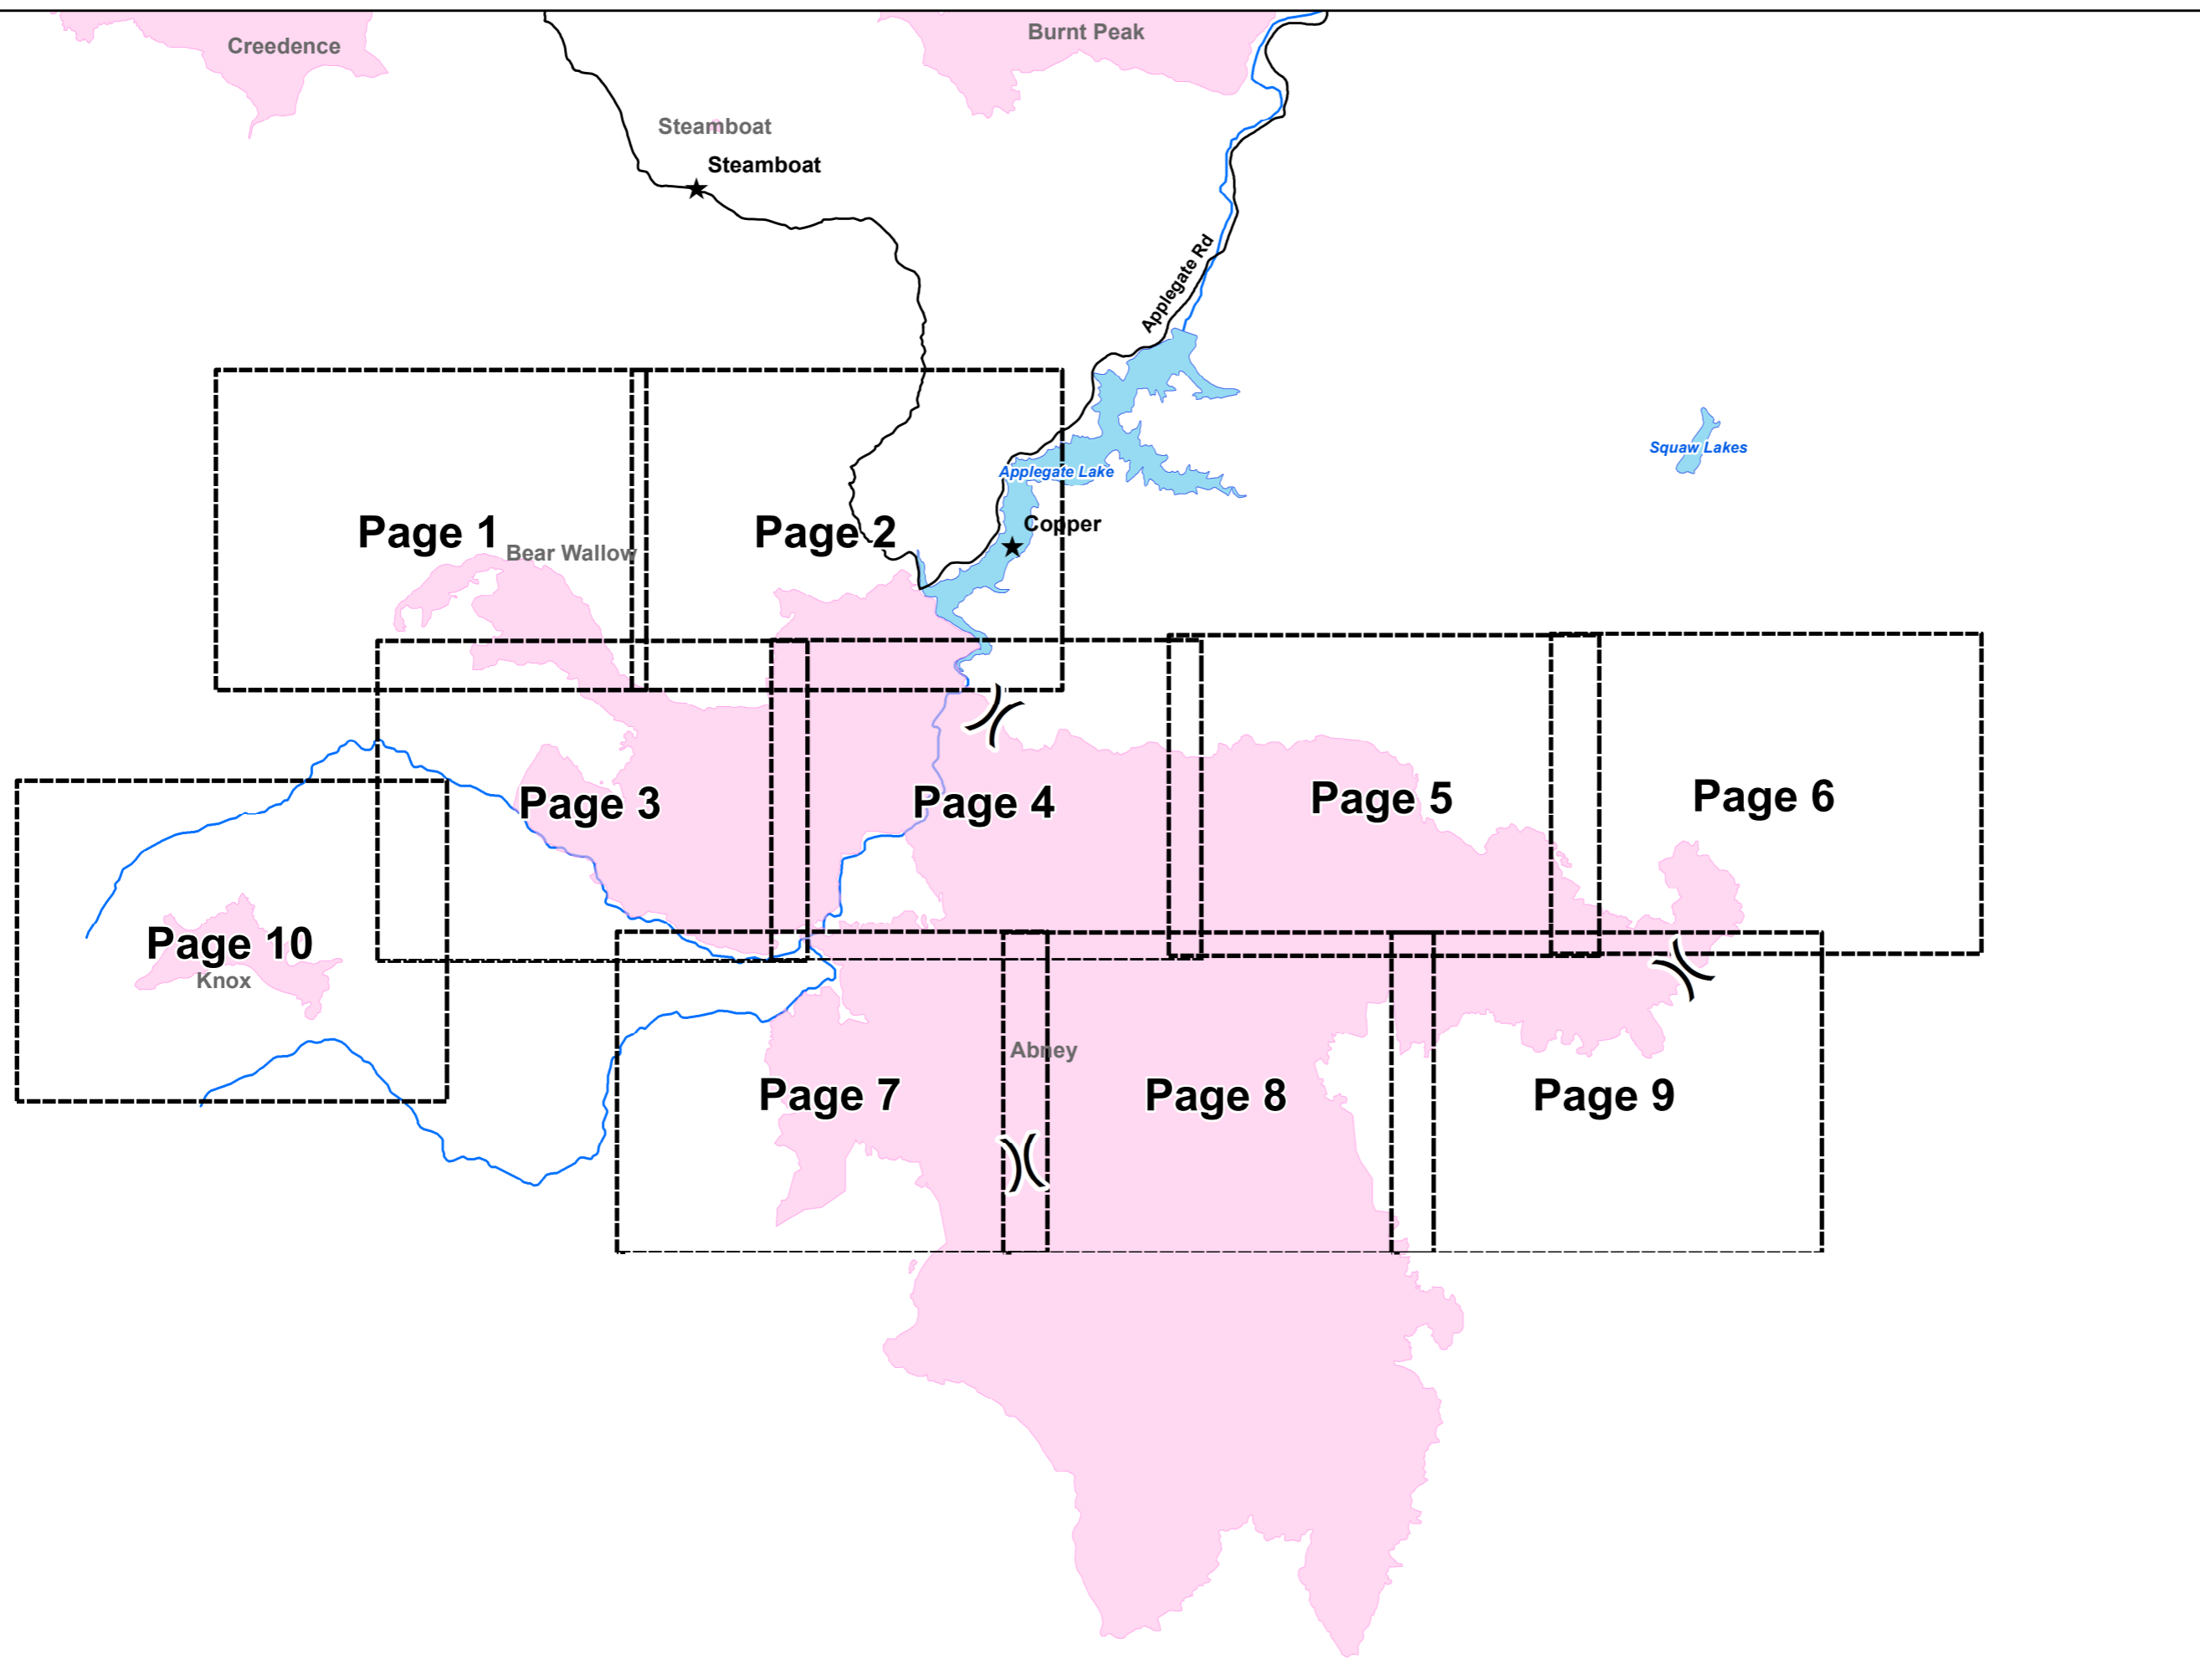 Creedence
Burnt Peak
Steamboat
Steamboat
Applegate Rd
Squaw Lakes
Applegate Lake
Copper
Page 1
Page 2
Bear Wallow
Page 3
Page 4
Page 5
Page 6
Page 10
Knox
Abney
Page 7
Page 8
Page 9